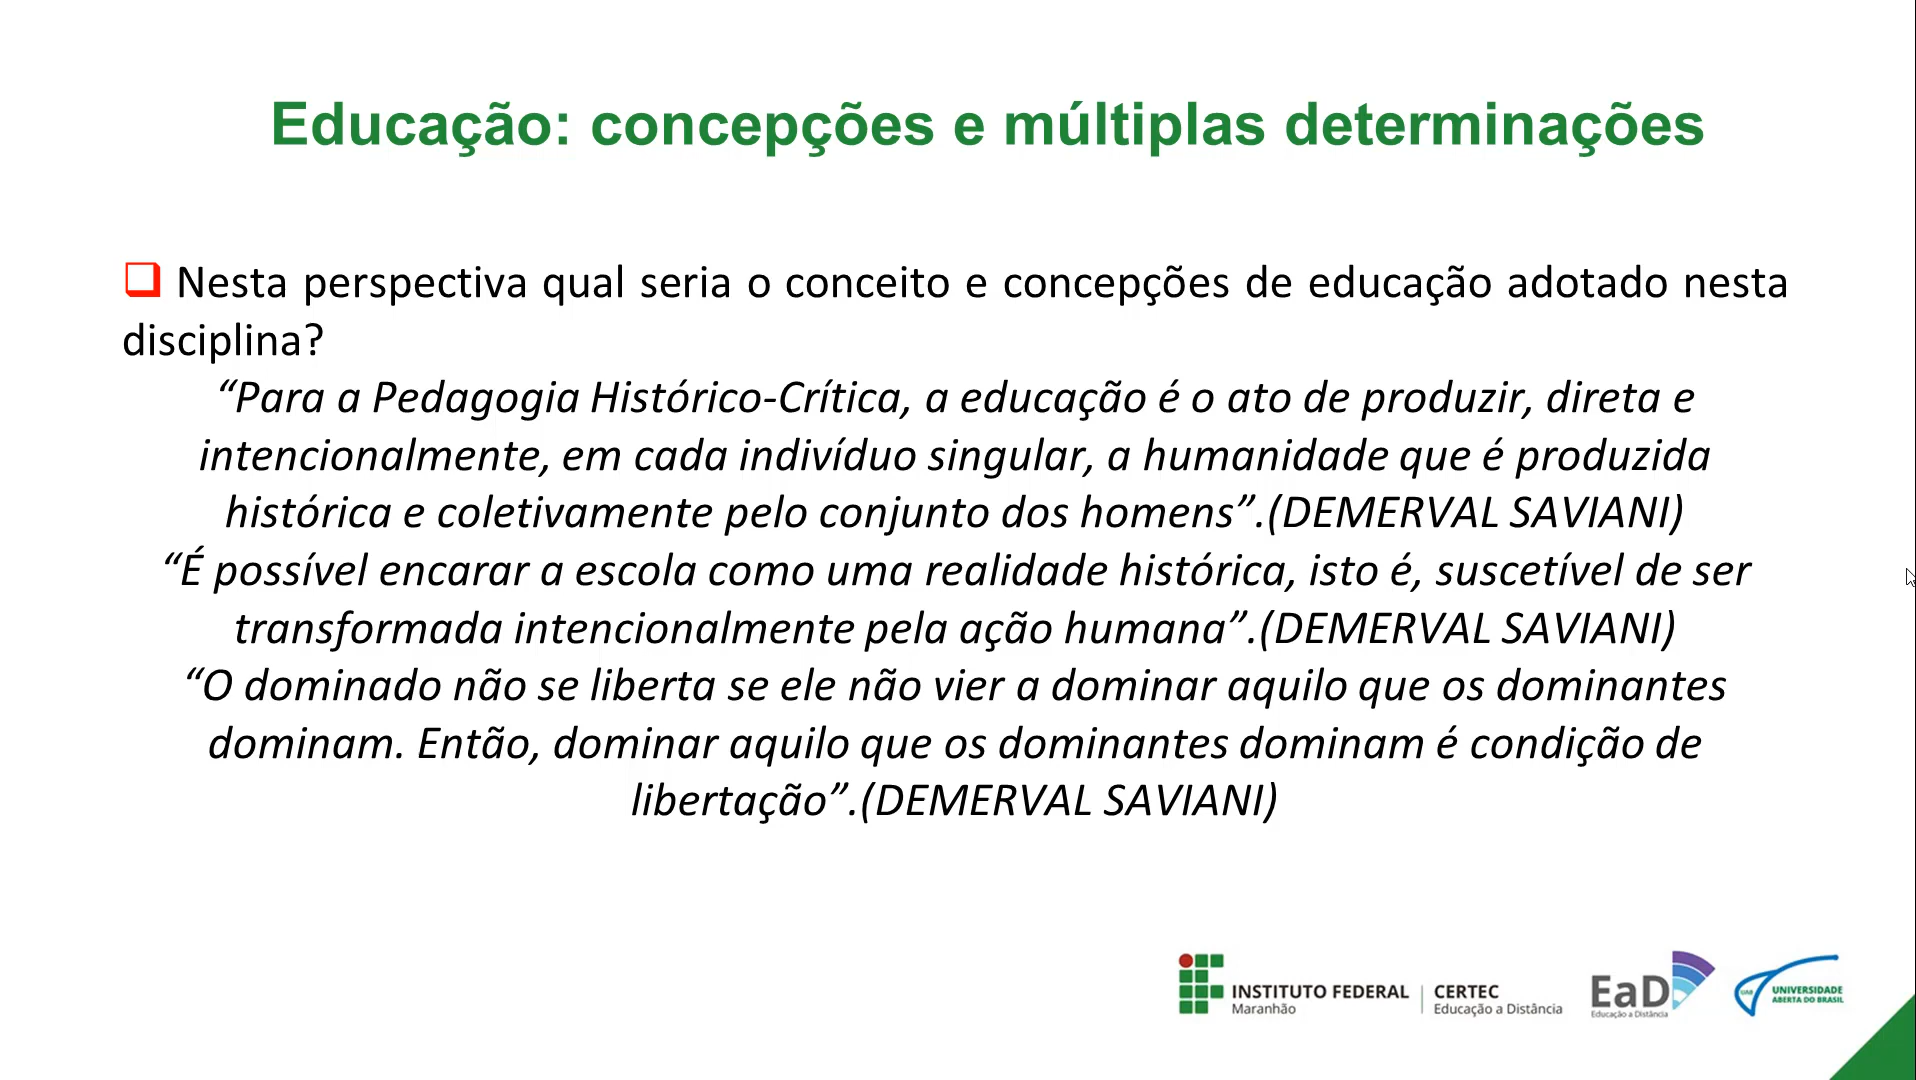 Educação: concepções e múltiplas determinações
❑ Nesta perspectiva qual seria o conceito e concepções de educação adotado nesta
disciplina?
“Para a Pedagogia Histórico-Crítica, a educação é o ato de produzir, direta e
intencionalmente, em cada indivíduo singular, a humanidade que é produzida
histórica e coletivamente pelo conjunto dos homens”.(DEMERVAL SAVIANI)
“É possível encarar a escola como uma realidade histórica, isto é, suscetível de ser
transformada intencionalmente pela ação humana”.(DEMERVAL SAVIANI)
“O dominado não se liberta se ele não vier a dominar aquilo que os dominantes
dominam. Então, dominar aquilo que os dominantes dominam é condição de
libertação”.(DEMERVAL SAVIANI)
INSTITUTO FEDERAL
Maranhão
CERTEC
Educação a Distância
EaD
Educação a Distância
UAB
UNIVERSIDADE
ABERTA DO BRASIL